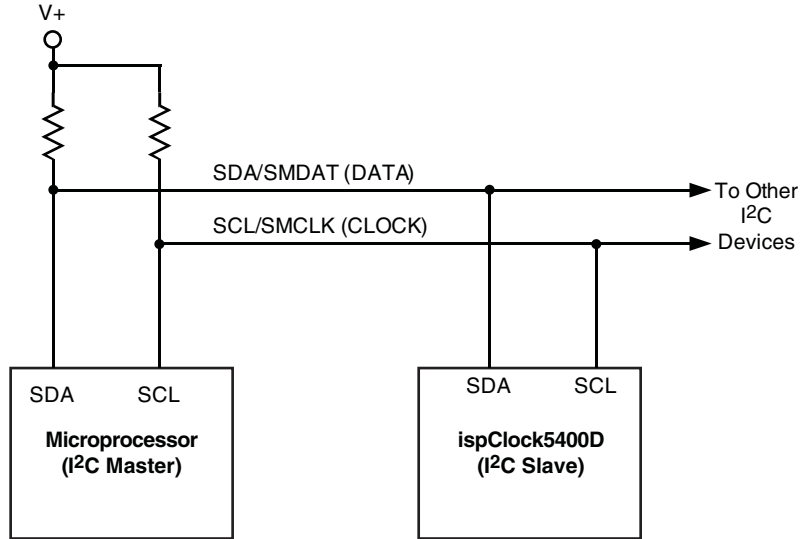 V+
SDA/SMDAT (DATA)
To Other
I2C
Devices
SCL/SMCLK (CLOCK)
SDA SCL
Microprocessor
(I2C Master)
SDA SCL
ispClock5400D
(I2C Slave)